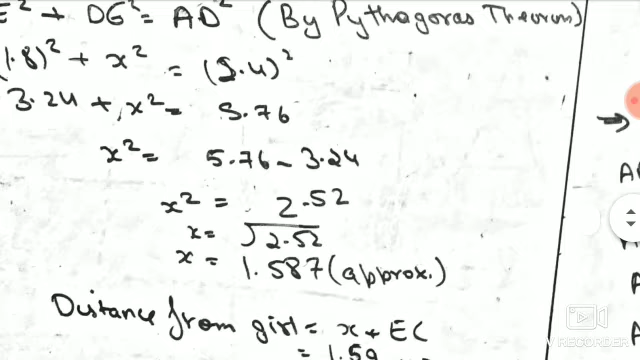 E² + DG² = AD² (By Pythagoras Theorem)
(1.8)² + x² = (2.4)²
3.24 + x² = 5.76
x² = 5.76 - 3.24
x² = 2.52
x = √2.52
x = 1.587 (approx.)
Distance from girl = x + EC
= 1.59
V RECORDER